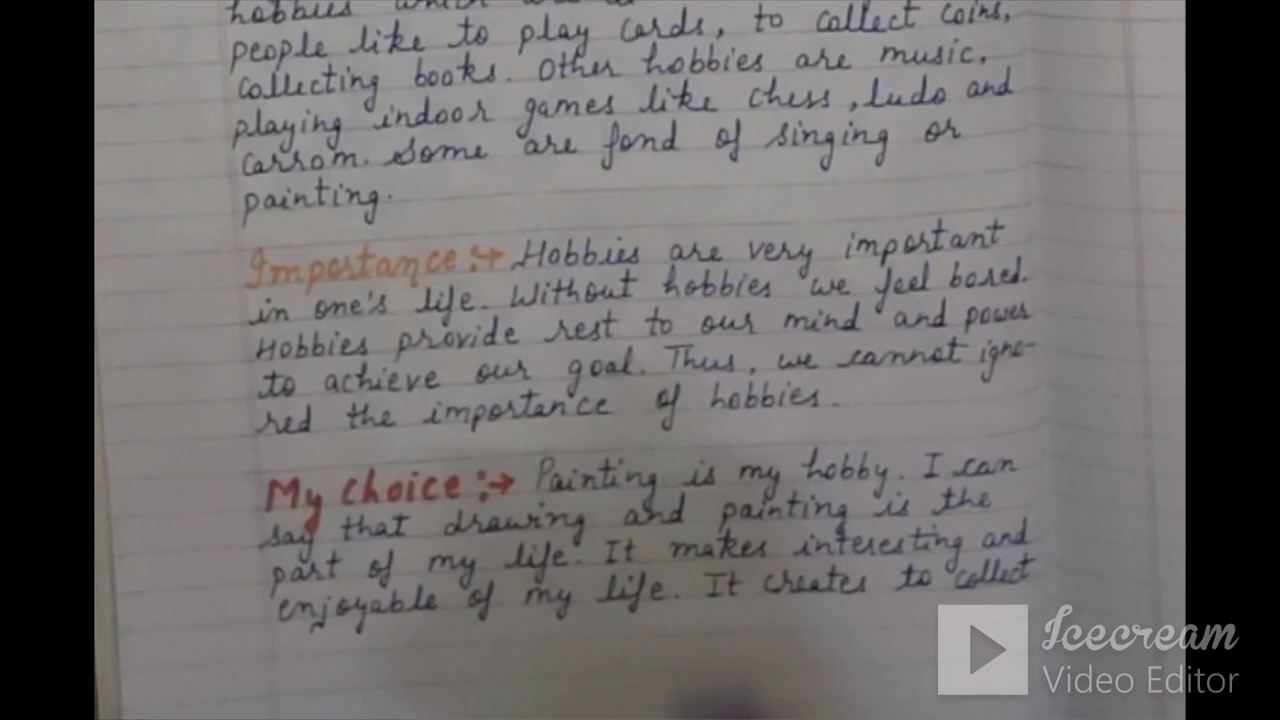 hobbies which are
people like to play cards, to collect coins,
collecting books. Other hobbies are music,
playing indoor games like chess, ludo and
carrom. Some are fond of singing or
painting.
Importance :→ Hobbies are very important
in one's life. Without hobbies we feel bored.
Hobbies provide rest to our mind and power
to achieve our goal. Thus, we cannot igno-
red the importance of hobbies.
My choice :→ Painting is my hobby. I can
say that drawing and painting is the
part of my life. It makes interesting and
enjoyable of my life. It creates to collect
Icecream
Video Editor